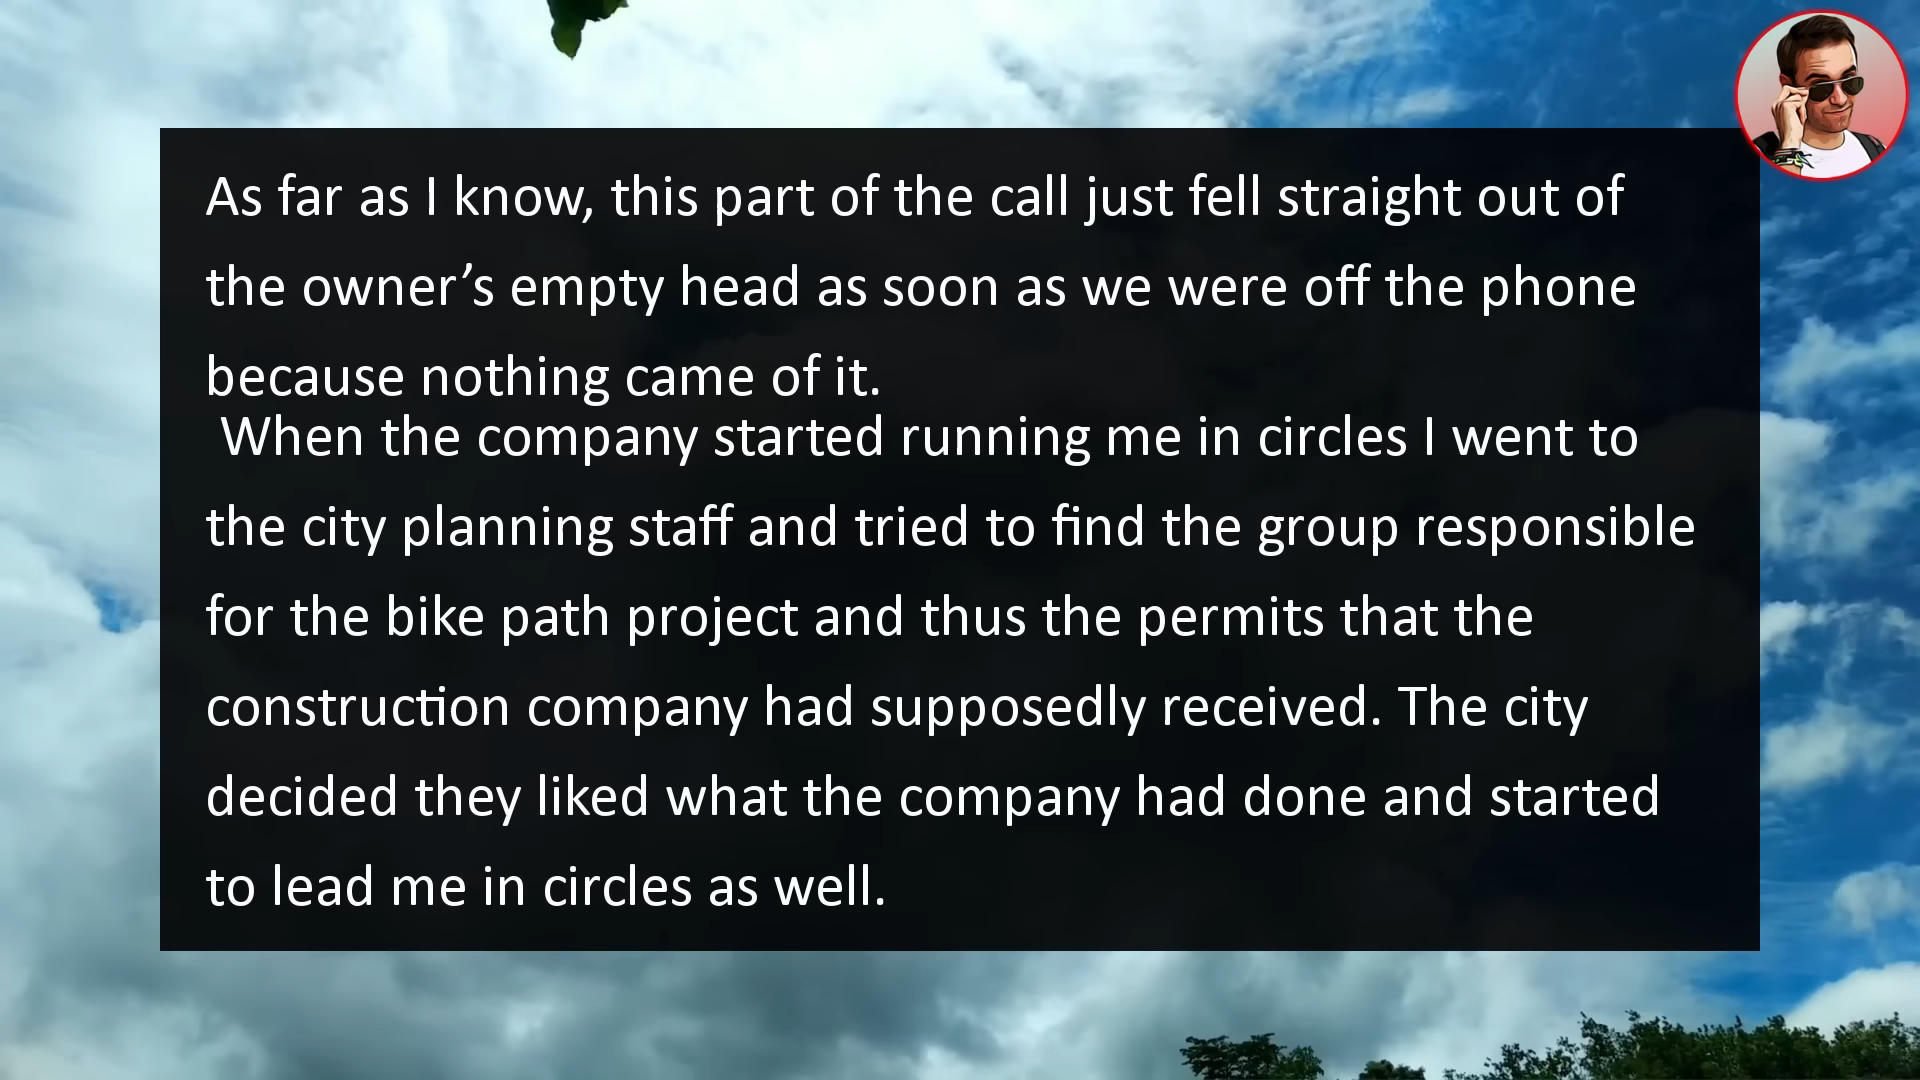 As far as I know, this part of the call just fell straight out of
the owner’s empty head as soon as we were off the phone
because nothing came of it.
When the company started running me in circles I went to
the city planning staff and tried to find the group responsible
for the bike path project and thus the permits that the
construction company had supposedly received. The city
decided they liked what the company had done and started
to lead me in circles as well.